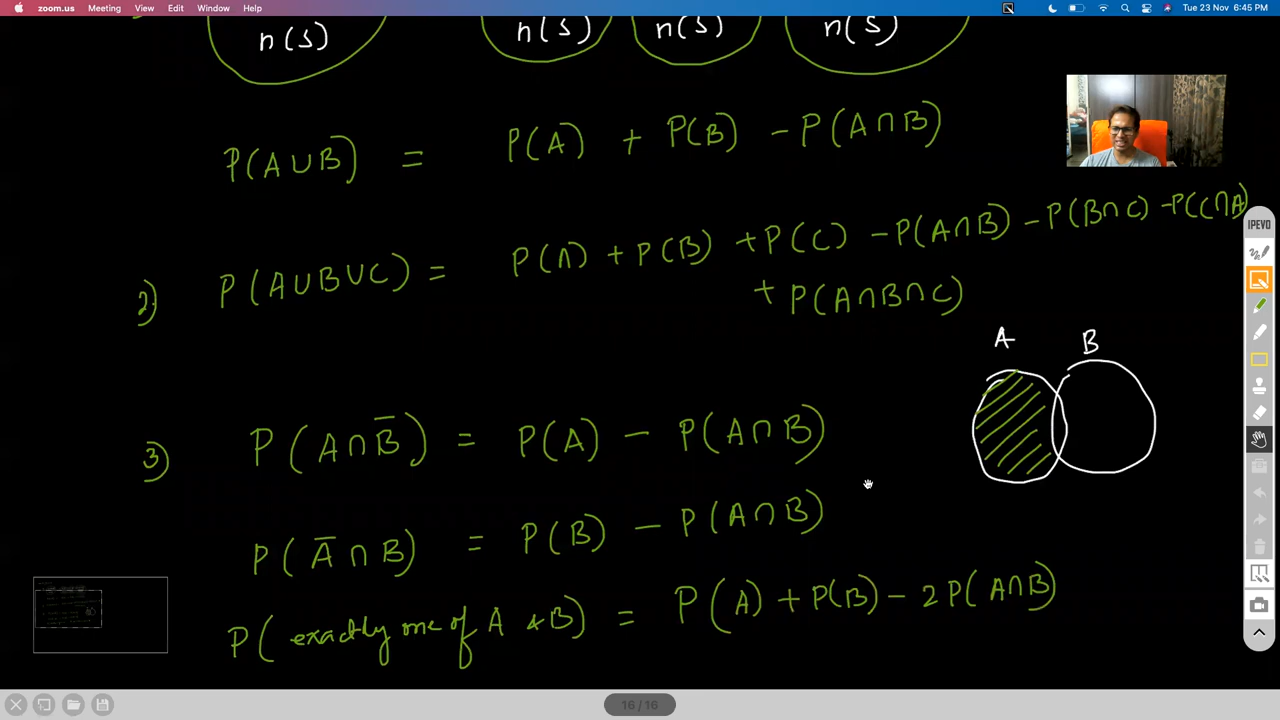 zoom.us Meeting View Edit Window Help Tue 23 Nov 6:45 PM
n(S) n(S) n(S) n(S)
P(A∪B) = P(A) + P(B) - P(A∩B)
2) P(A∪B∪C) = P(A) + P(B) + P(C) - P(A∩B) - P(B∩C) - P(C∩A)
+ P(A∩B∩C)
A B
3) P(A∩B̅) = P(A) - P(A∩B)
P(A̅∩B) = P(B) - P(A∩B)
P(exactly one of A & B) = P(A) + P(B) - 2P(A∩B)
IPEVO
16/16